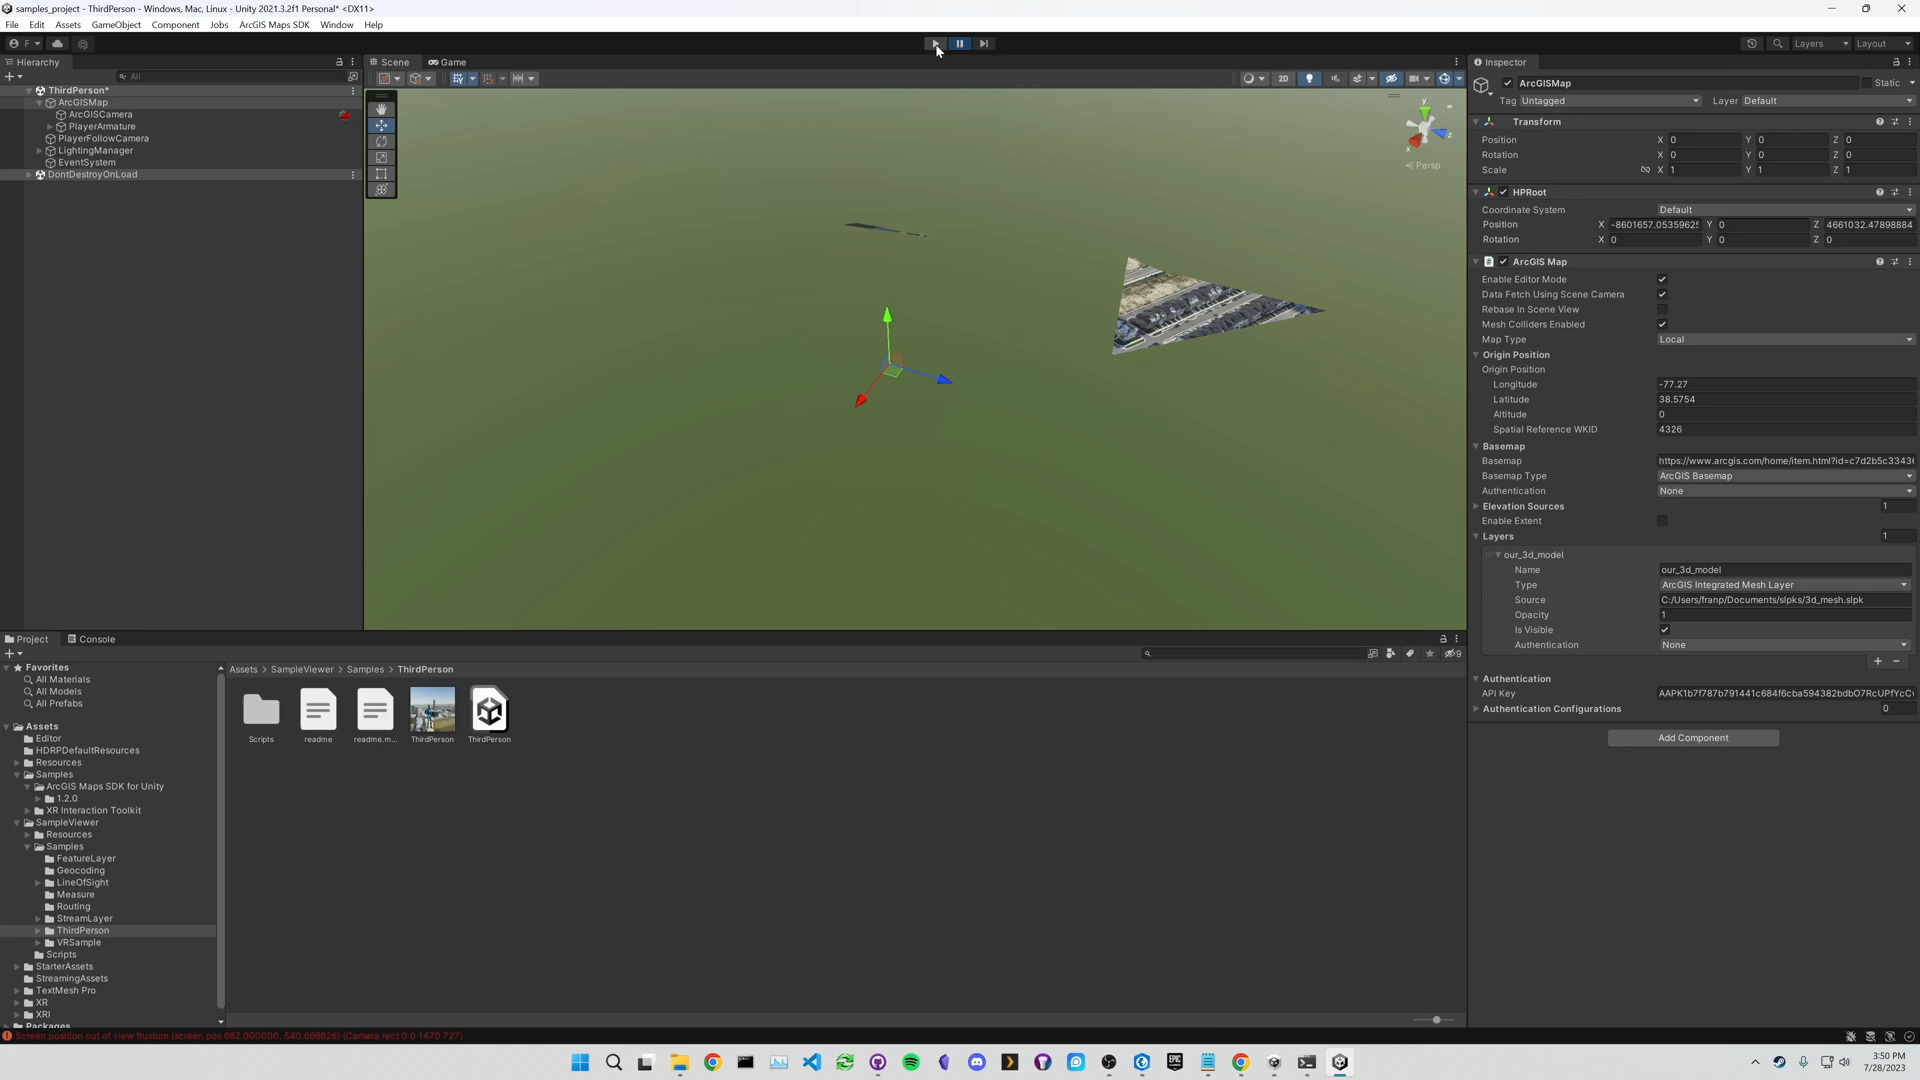 samples_project - ThirdPerson - Windows, Mac, Linux - Unity 2021.3.2f1 Personal* <DX11>
File Edit Assets GameObject Component Jobs ArcGIS Maps SDK Window Help
F Layers Layout
Hierarchy
All
ThirdPerson*
ArcGISMap
ArcGISCamera
PlayerArmature
PlayerFollowCamera
LightingManager
EventSystem
DontDestroyOnLoad
Scene Game
2D
y
z
x
Persp
Inspector
ArcGISMap Static
Tag Untagged Layer Default
Transform
Position X 0 Y 0 Z 0
Rotation X 0 Y 0 Z 0
Scale X 1 Y 1 Z 1
HPRoot
Coordinate System Default
Position X -8601657.0535962 Y 0 Z 4661032.47898884
Rotation X 0 Y 0 Z 0
ArcGIS Map
Enable Editor Mode
Data Fetch Using Scene Camera
Rebase In Scene View
Mesh Colliders Enabled
Map Type Local
Origin Position
Origin Position
Longitude -77.27
Latitude 38.5754
Altitude 0
Spatial Reference WKID 4326
Basemap
Basemap https://www.arcgis.com/home/item.html?id=c7d2b5c3343
Basemap Type ArcGIS Basemap
Authentication None
Elevation Sources 1
Enable Extent
Layers 1
our_3d_model
Name our_3d_model
Type ArcGIS Integrated Mesh Layer
Source C:/Users/franp/Documents/slpks/3d_mesh.slpk
Opacity 1
Is Visible
Authentication None
Authentication
API Key AAPK1b7f787b791441c684f6cba594382bdbO7RcUPfYcC
Authentication Configurations 0
Add Component
Project Console
9
Favorites
All Materials
All Models
All Prefabs
Assets
Editor
HDRPDefaultResources
Resources
Samples
ArcGIS Maps SDK for Unity
1.2.0
XR Interaction Toolkit
SampleViewer
Resources
Samples
FeatureLayer
Geocoding
LineOfSight
Measure
Routing
StreamLayer
ThirdPerson
VRSample
Scripts
StarterAssets
StreamingAssets
TextMesh Pro
XR
XRI
Packages
Assets > SampleViewer > Samples > ThirdPerson
Scripts readme readme.m... ThirdPerson ThirdPerson
Screen position out of view frustum (screen pos 682.000000, 540.666626) (Camera rect 0 0 1470 727)
EPIC
GAMES
3:50 PM
7/28/2023